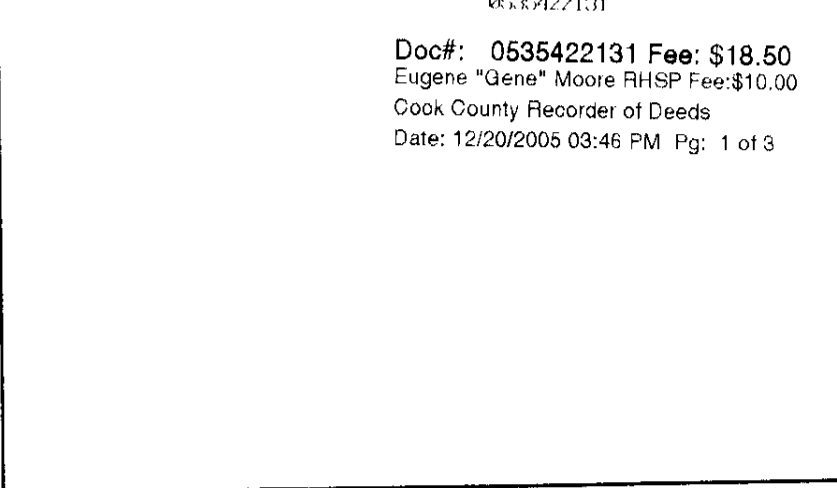 0535422131
Doc#: 0535422131 Fee: $18.50
Eugene "Gene" Moore RHSP Fee:$10.00
Cook County Recorder of Deeds
Date: 12/20/2005 03:46 PM Pg: 1 of 3